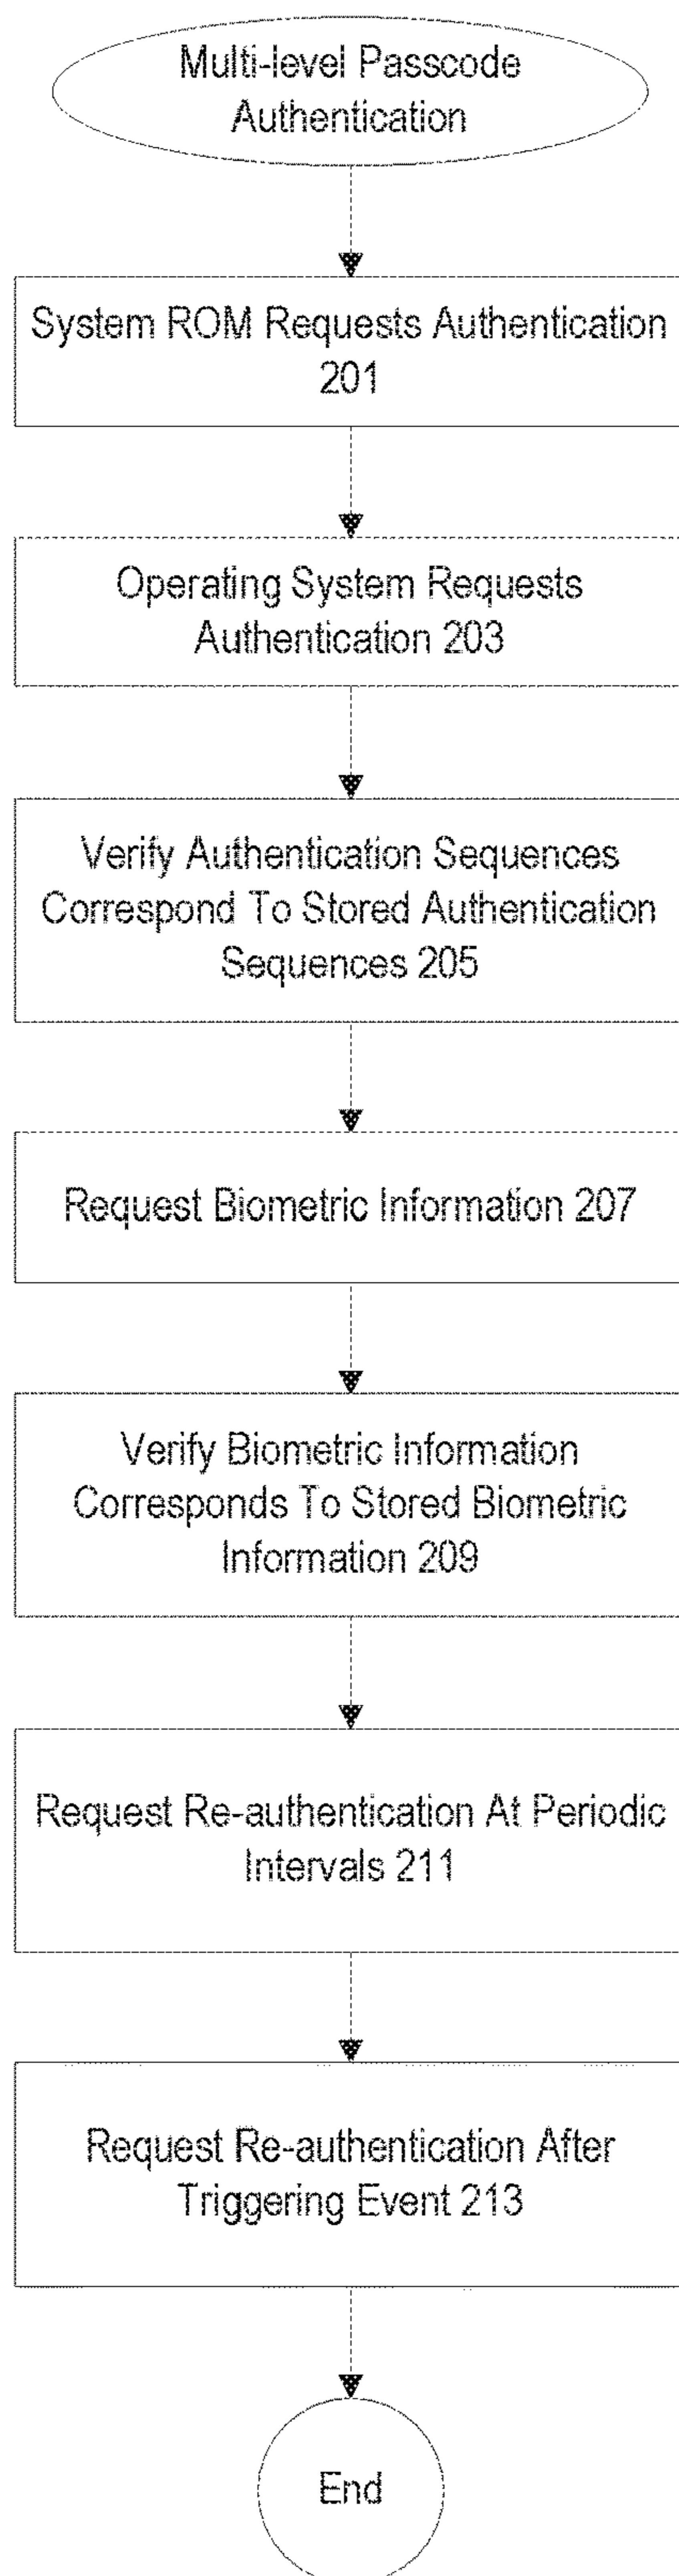 Multi-level Passcode
Authentication
System ROM Requests Authentication
201
Operating System Requests
Authentication 203
Verify Authentication Sequences
Correspond To Stored Authentication
Sequences 205
Request Biometric Information 207
Verify Biometric Information
Corresponds To Stored Biometric
Information 209
Request Re-authentication At Periodic
Intervals 211
Request Re-authentication After
Triggering Event 213
End